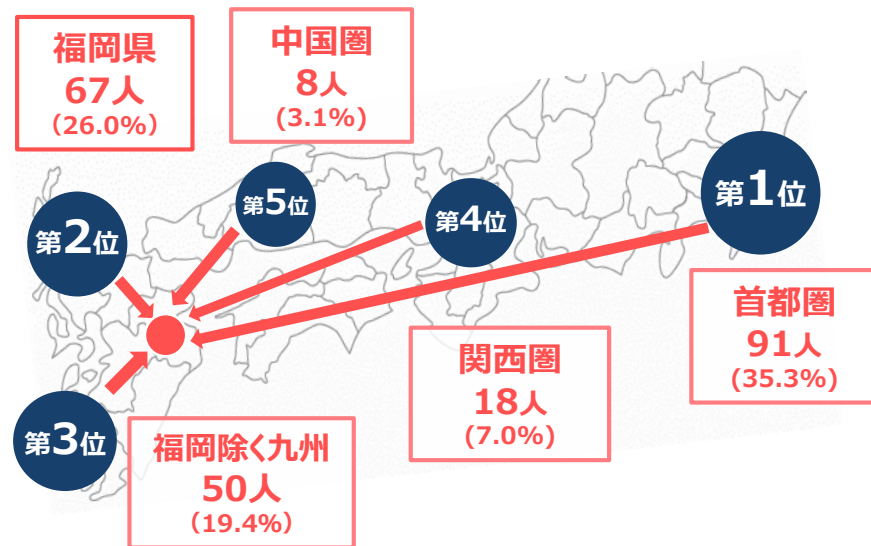 福岡県
67人
（26.0%）
中国圏
8人
(3.1%)
第1位
第5位
第4位
第2位
首都圏
91人
(35.3%)
関西圏
18人
(7.0%)
第3位
福岡除く九州
50人
（19.4%）